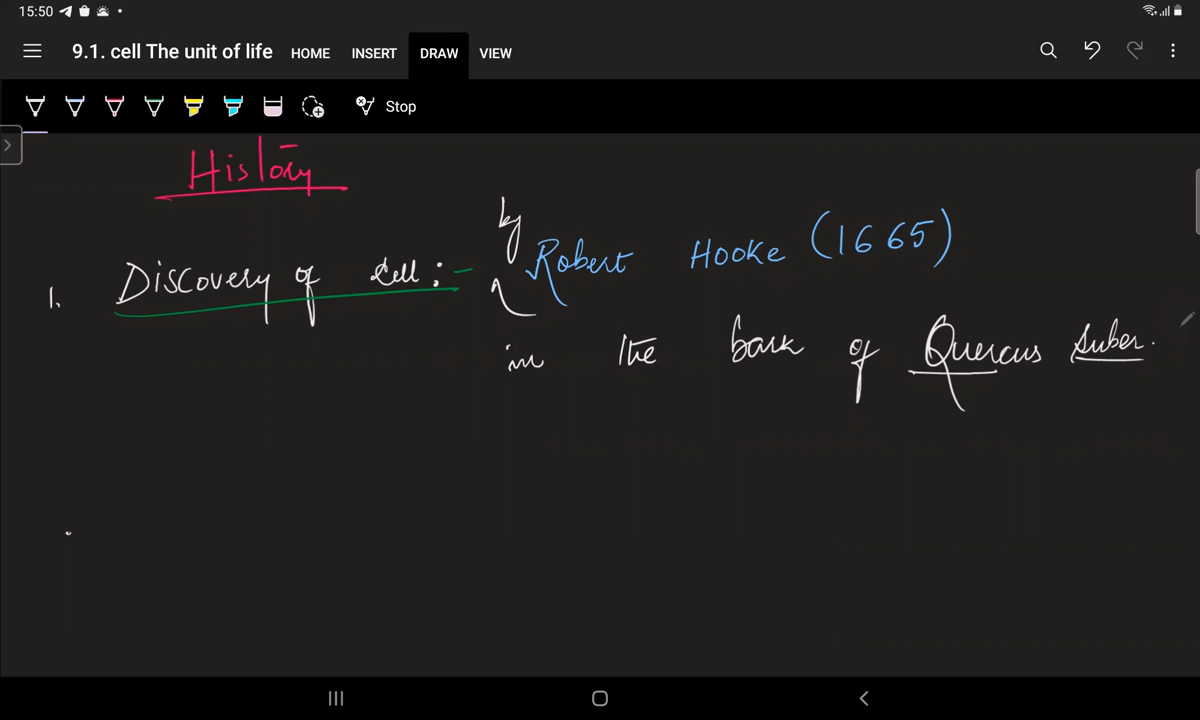 15:50
9.1. cell The unit of life HOME INSERT DRAW VIEW
Stop
History
by
1. Discovery of Cell :- Robert Hooke (1665)
in the bark of Quercus suber.